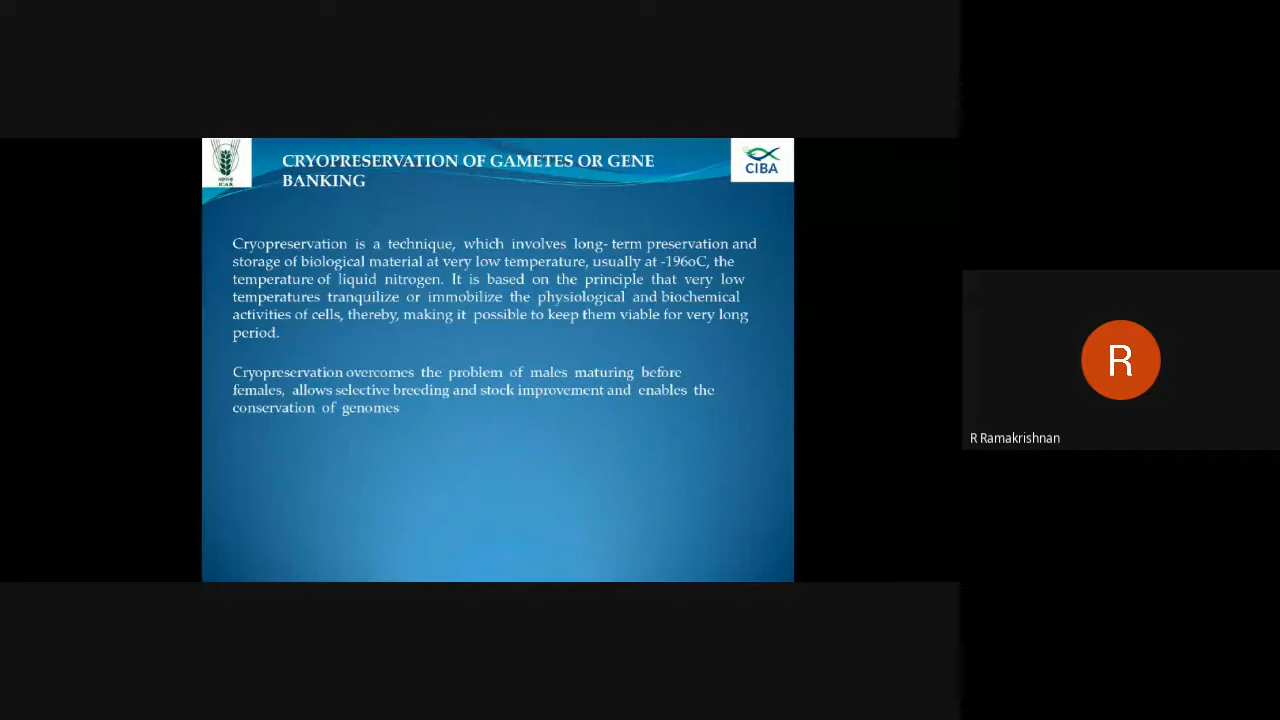 CRYOPRESERVATION OF GAMETES OR GENE
BANKING
ICAR
CIBA
Cryopreservation is a technique, which involves long- term preservation and
storage of biological material at very low temperature, usually at -196oC, the
temperature of liquid nitrogen. It is based on the principle that very low
temperatures tranquilize or immobilize the physiological and biochemical
activities of cells, thereby, making it possible to keep them viable for very long
period.
Cryopreservation overcomes the problem of males maturing before
females, allows selective breeding and stock improvement and enables the
conservation of genomes
R
R Ramakrishnan